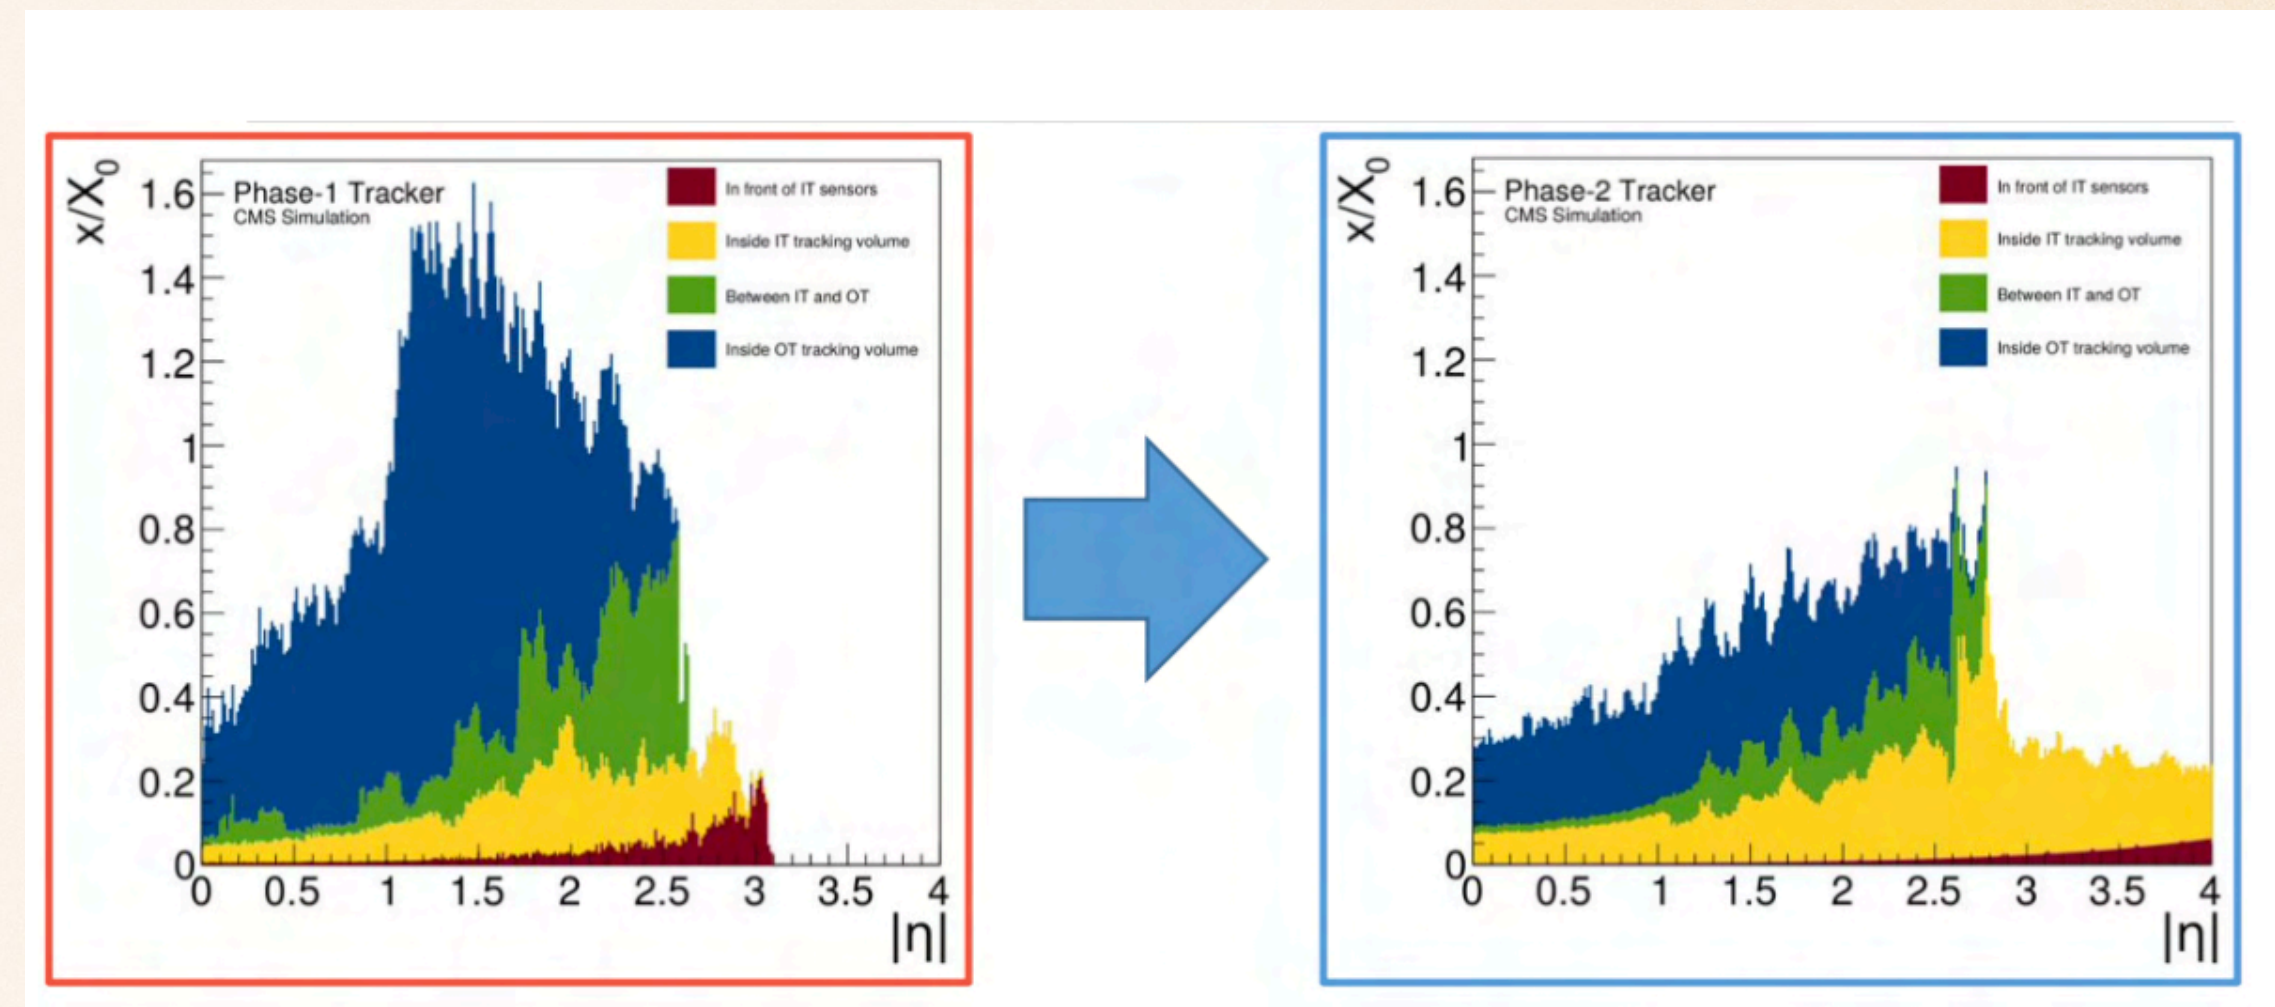 x/X0
Phase-1 Tracker
CMS Simulation
In front of IT sensors
Inside IT tracking volume
Between IT and OT
Inside OT tracking volume
1.6
1.4
1.2
1
0.8
0.6
0.4
0.2
0
0 0.5 1 1.5 2 2.5 3 3.5 4
|η|
x/X0
Phase-2 Tracker
CMS Simulation
In front of IT sensors
Inside IT tracking volume
Between IT and OT
Inside OT tracking volume
1.6
1.4
1.2
1
0.8
0.6
0.4
0.2
0
0 0.5 1 1.5 2 2.5 3 3.5 4
|η|